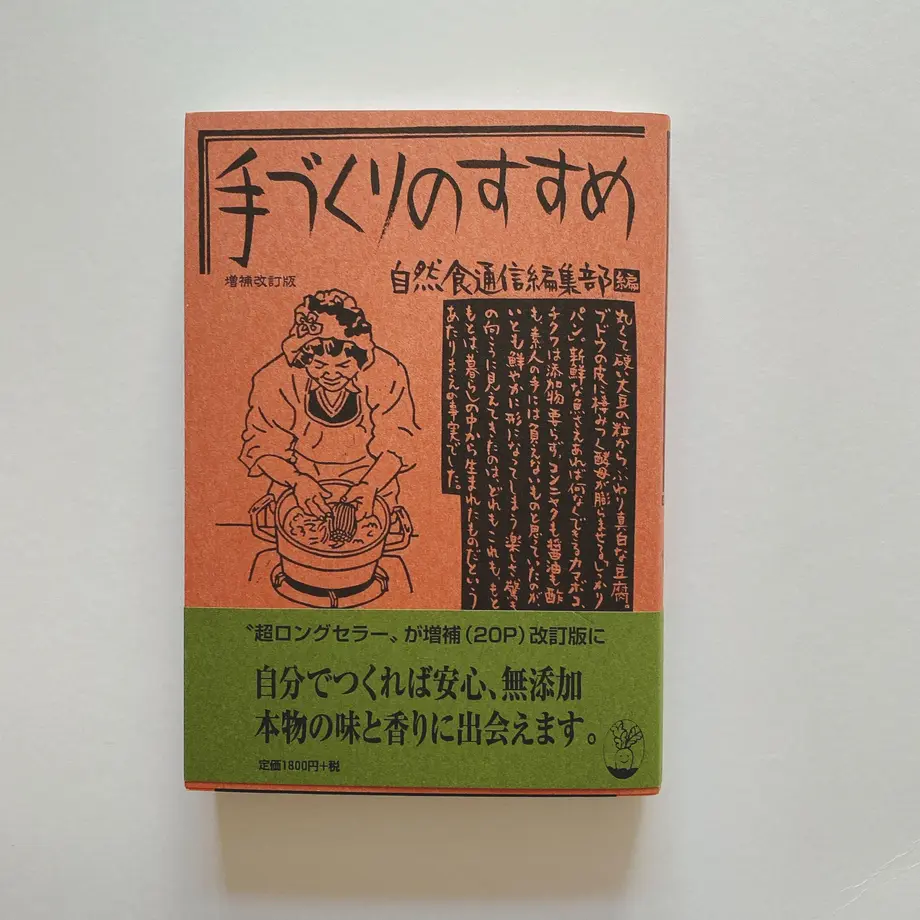 手づくりのすすめ
増補改訂版
自然食通信編集部編
丸くて硬い大豆の粒から、ふわり真白な豆腐。
ブドウの皮に棲みつく酵母が膨らませる、しっかり
パン。新鮮な魚さえあれば何なくできるカマボコ、
チクワは添加物要らず。コンニャクも醤油も酢
も、素人の手には負えないものと思っていたのが、
いとも鮮やかに形になってしまう楽しさ、驚き
の向こうに見えてきたのは、どれも、これも、もと
もとは暮らしの中から生まれたものだという
あたりまえの事実でした。
〝超ロングセラー〟が増補(20P)改訂版に
自分でつくれば安心、無添加
本物の味と香りに出会えます。
定価1800円+税